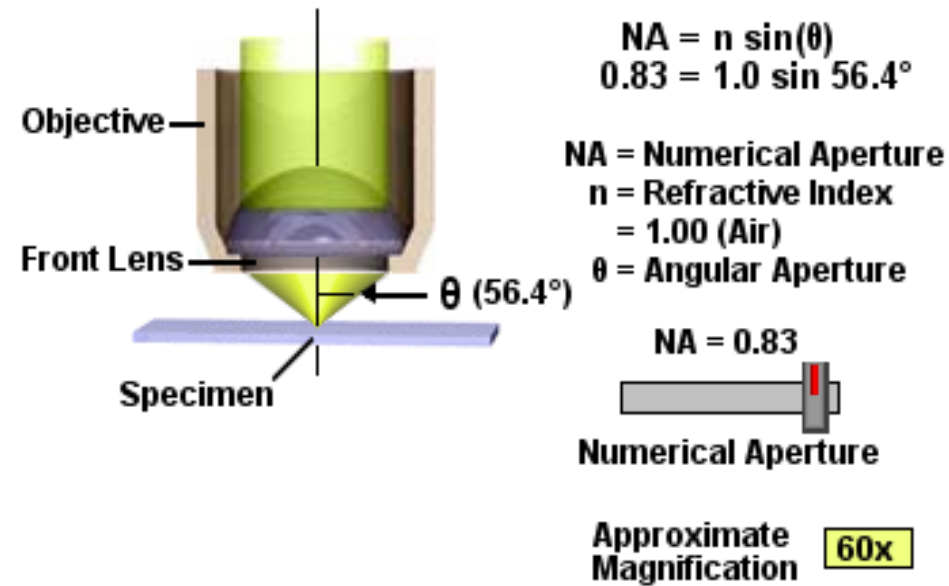 Objective
Front Lens
θ (56.4°)
Specimen
NA = n sin(θ)
0.83 = 1.0 sin 56.4°
NA = Numerical Aperture
n = Refractive Index
= 1.00 (Air)
θ = Angular Aperture
NA = 0.83
Numerical Aperture
Approximate
Magnification
60x